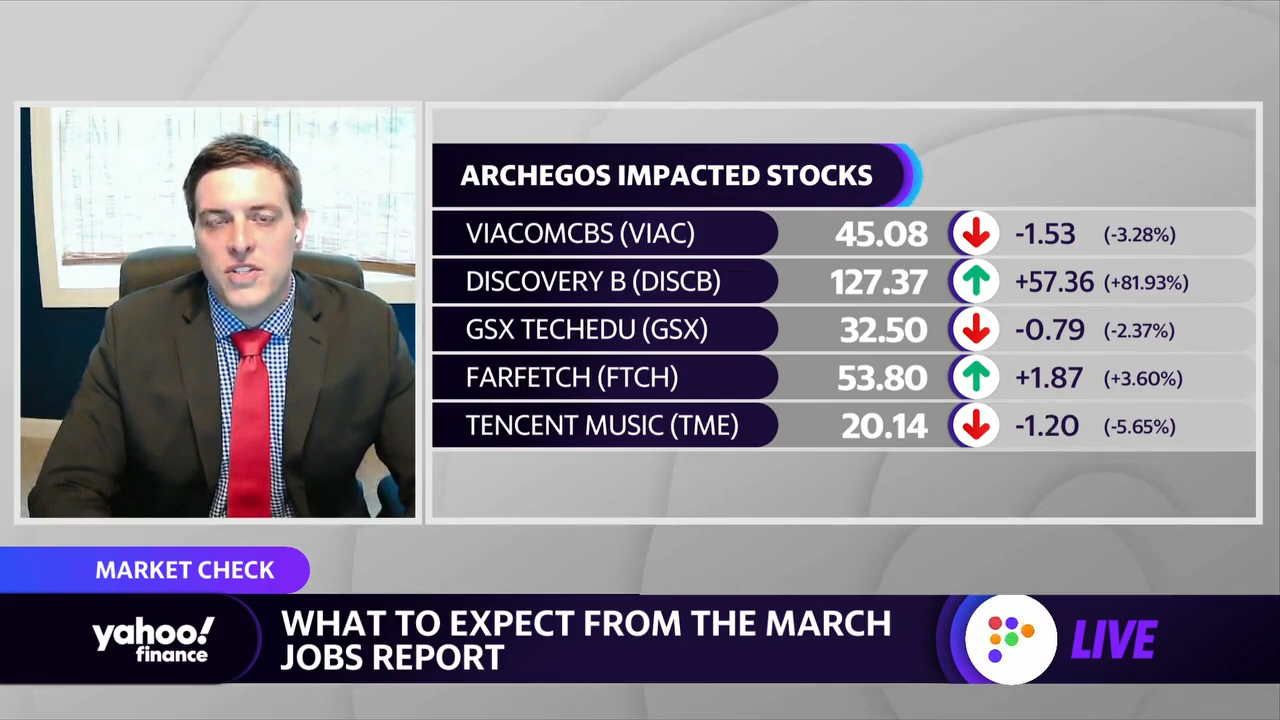 ARCHEGOS IMPACTED STOCKS
VIACOMCBS (VIAC) 45.08 -1.53 (-3.28%)
DISCOVERY B (DISCB) 127.37 +57.36 (+81.93%)
GSX TECHEDU (GSX) 32.50 -0.79 (-2.37%)
FARFETCH (FTCH) 53.80 +1.87 (+3.60%)
TENCENT MUSIC (TME) 20.14 -1.20 (-5.65%)
MARKET CHECK
yahoo!
finance
WHAT TO EXPECT FROM THE MARCH
JOBS REPORT
LIVE